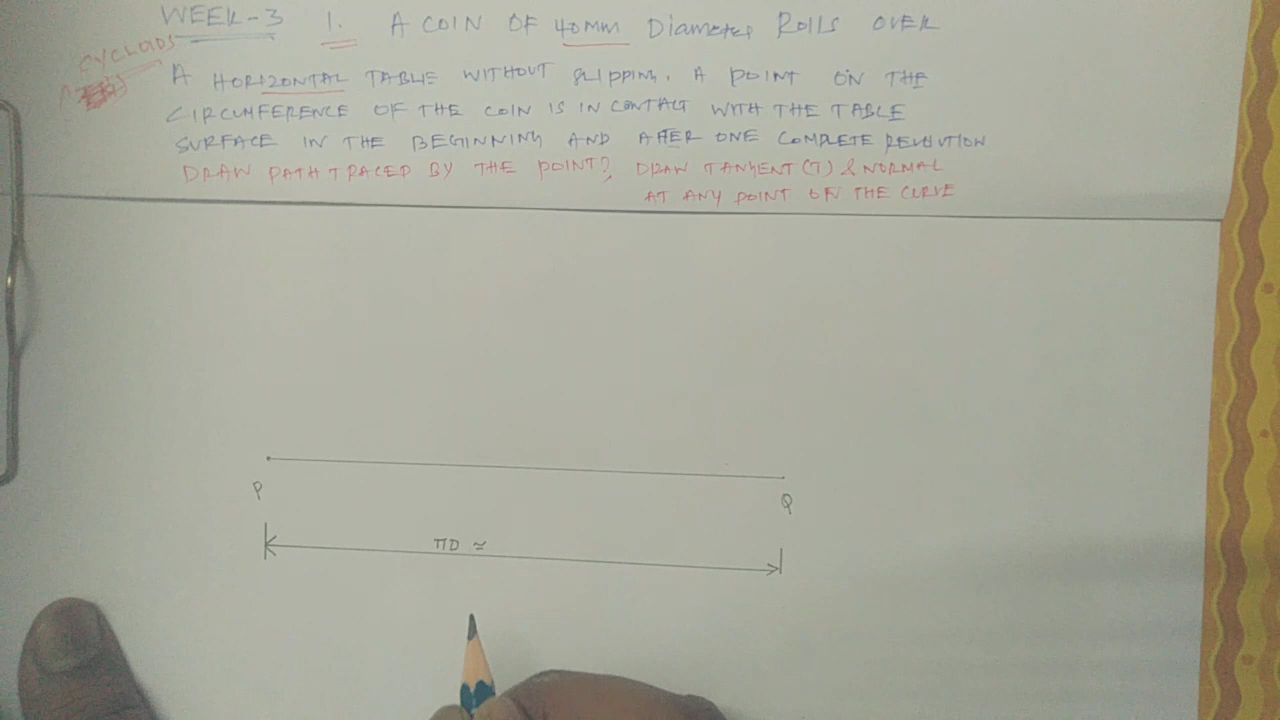 WEEK-3 1. A COIN OF 40MM Diameter Rolls OVER
CYCLOIDS
A HORIZONTAL TABLE WITHOUT SLIPPING. A POINT ON THE
CIRCUMFERENCE OF THE COIN IS IN CONTACT WITH THE TABLE
SURFACE IN THE BEGINNING AND AFTER ONE COMPLETE REVOLUTION
DRAW PATH TRACED BY THE POINT? DRAW TANGENT (T) & NORMAL
AT ANY POINT ON THE CURVE
P
Q
πD ≃